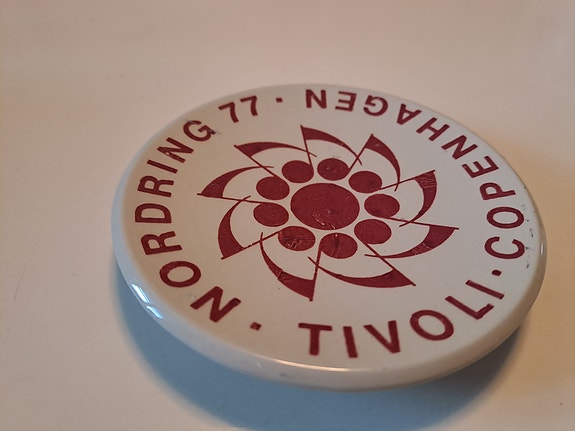 NORDRING 77 · COPENHAGEN · TIVOLI ·